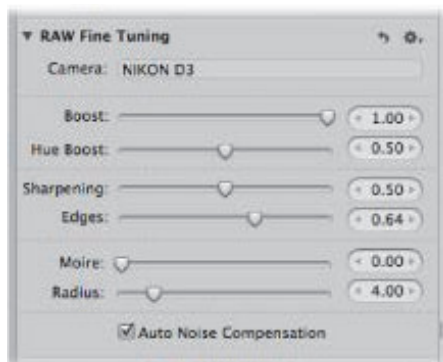 RAW Fine Tuning
Camera: NIKON D3
Boost: 1.00
Hue Boost: 0.50
Sharpening: 0.50
Edges: 0.64
Moire: 0.00
Radius: 4.00
Auto Noise Compensation